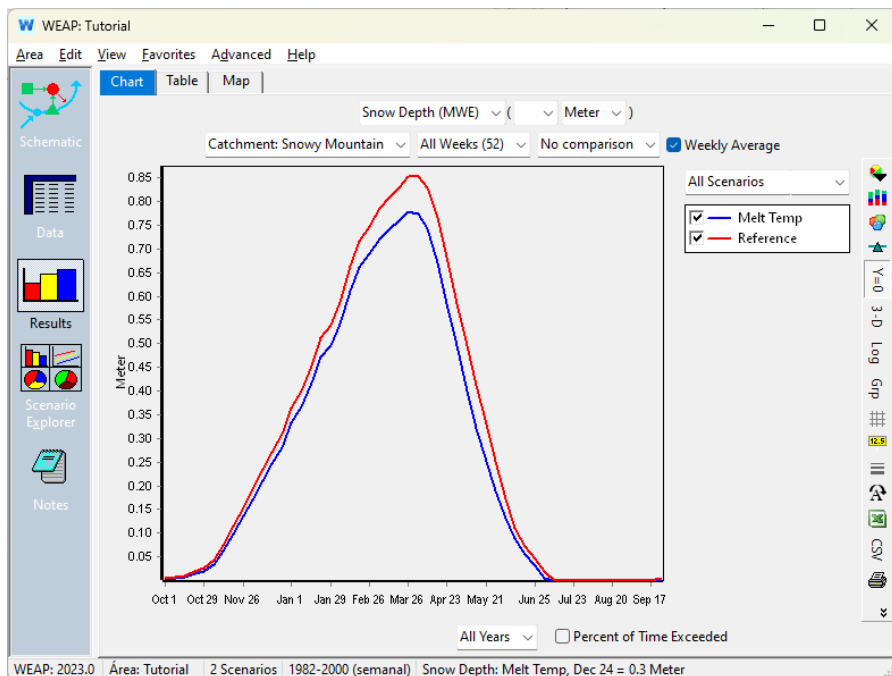 WEAP: Tutorial
Area Edit View Favorites Advanced Help
Chart Table Map
Snow Depth (MWE) ( Meter )
Catchment: Snowy Mountain All Weeks (52) No comparison Weekly Average
Schematic
Data
Results
Scenario
Explorer
Notes
All Scenarios
Melt Temp
Reference
Meter
0.85
0.80
0.75
0.70
0.65
0.60
0.55
0.50
0.45
0.40
0.35
0.30
0.25
0.20
0.15
0.10
0.05
Oct 1 Oct 29 Nov 26 Jan 1 Jan 29 Feb 26 Mar 26 Apr 23 May 21 Jun 25 Jul 23 Aug 20 Sep 17
Y=0
3-D
Log
Grp
12.5
CSV
All Years Percent of Time Exceeded
WEAP: 2023.0 Área: Tutorial 2 Scenarios 1982-2000 (semanal) Snow Depth: Melt Temp, Dec 24 = 0.3 Meter